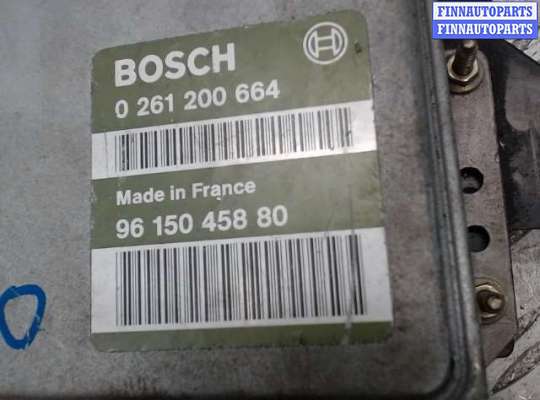 FINNAUTOPARTS
FINNAUTOPARTS
BOSCH
0 261 200 664
Made in France
96 150 458 80